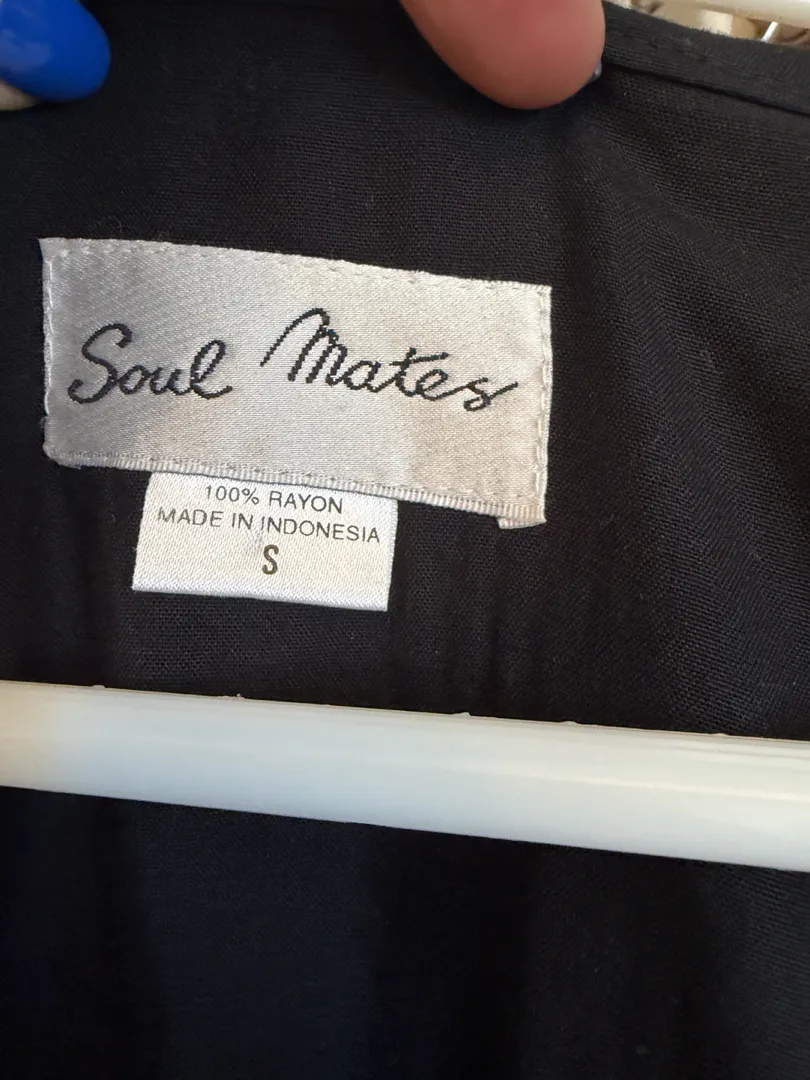 Soul Mates
100% RAYON
MADE IN INDONESIA
S